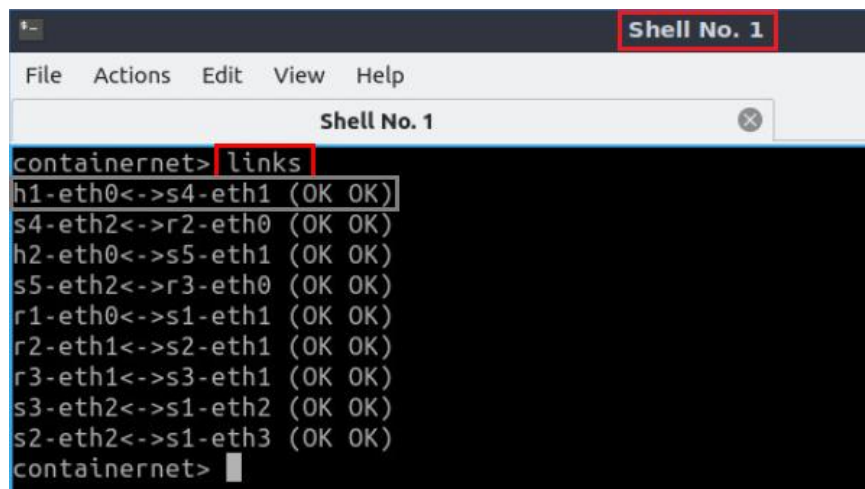 Shell No. 1
File Actions Edit View Help
Shell No. 1
containernet> links
h1-eth0<->s4-eth1 (OK OK)
s4-eth2<->r2-eth0 (OK OK)
h2-eth0<->s5-eth1 (OK OK)
s5-eth2<->r3-eth0 (OK OK)
r1-eth0<->s1-eth1 (OK OK)
r2-eth1<->s2-eth1 (OK OK)
r3-eth1<->s3-eth1 (OK OK)
s3-eth2<->s1-eth2 (OK OK)
s2-eth2<->s1-eth3 (OK OK)
containernet>